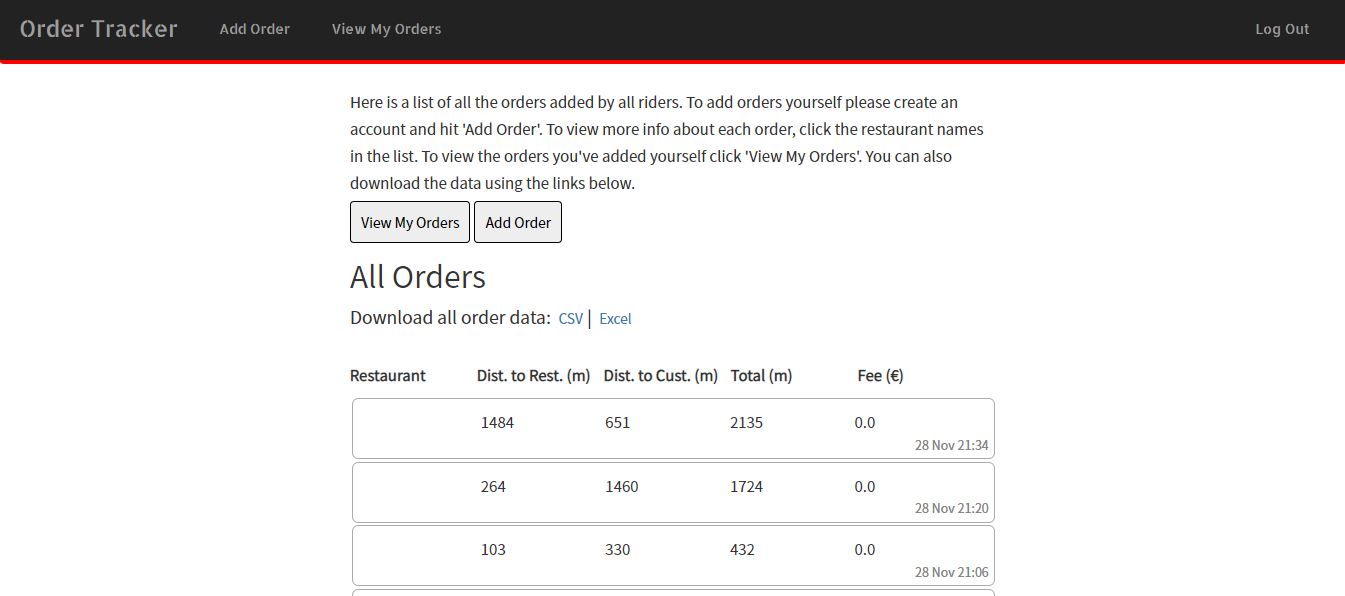 Order Tracker Add Order View My Orders Log Out
Here is a list of all the orders added by all riders. To add orders yourself please create an
account and hit 'Add Order'. To view more info about each order, click the restaurant names
in the list. To view the orders you've added yourself click 'View My Orders'. You can also
download the data using the links below.
View My Orders Add Order
All Orders
Download all order data: CSV | Excel
Restaurant Dist. to Rest. (m) Dist. to Cust. (m) Total (m) Fee (€)
1484 651 2135 0.0
28 Nov 21:34
264 1460 1724 0.0
28 Nov 21:20
103 330 432 0.0
28 Nov 21:06